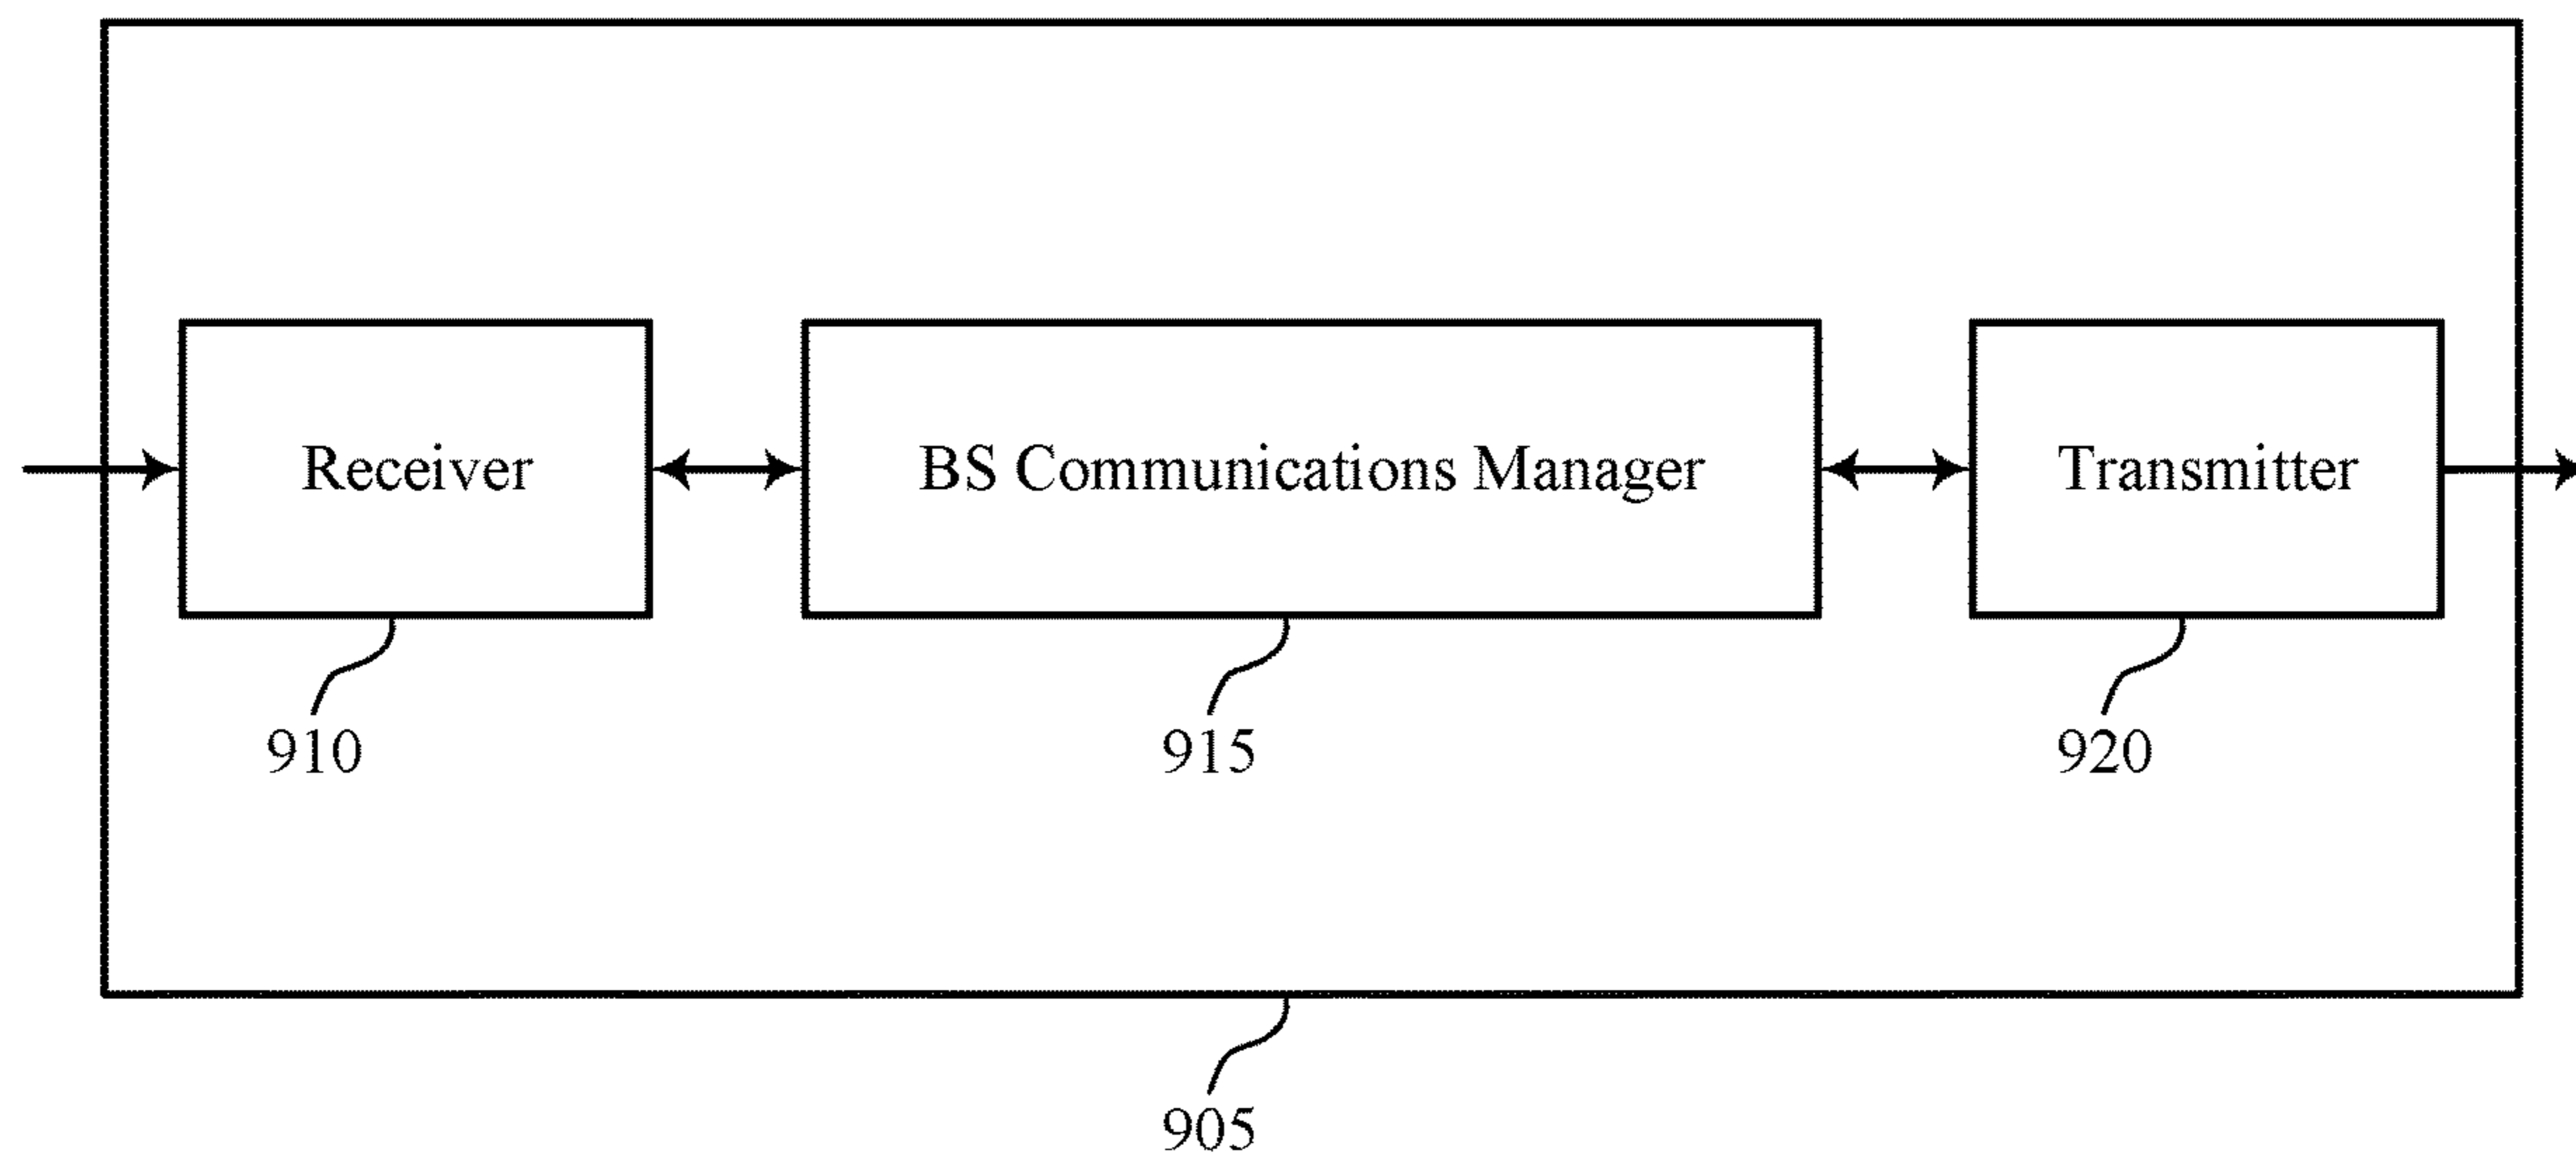 Receiver
BS Communications Manager
Transmitter
910
915
920
905